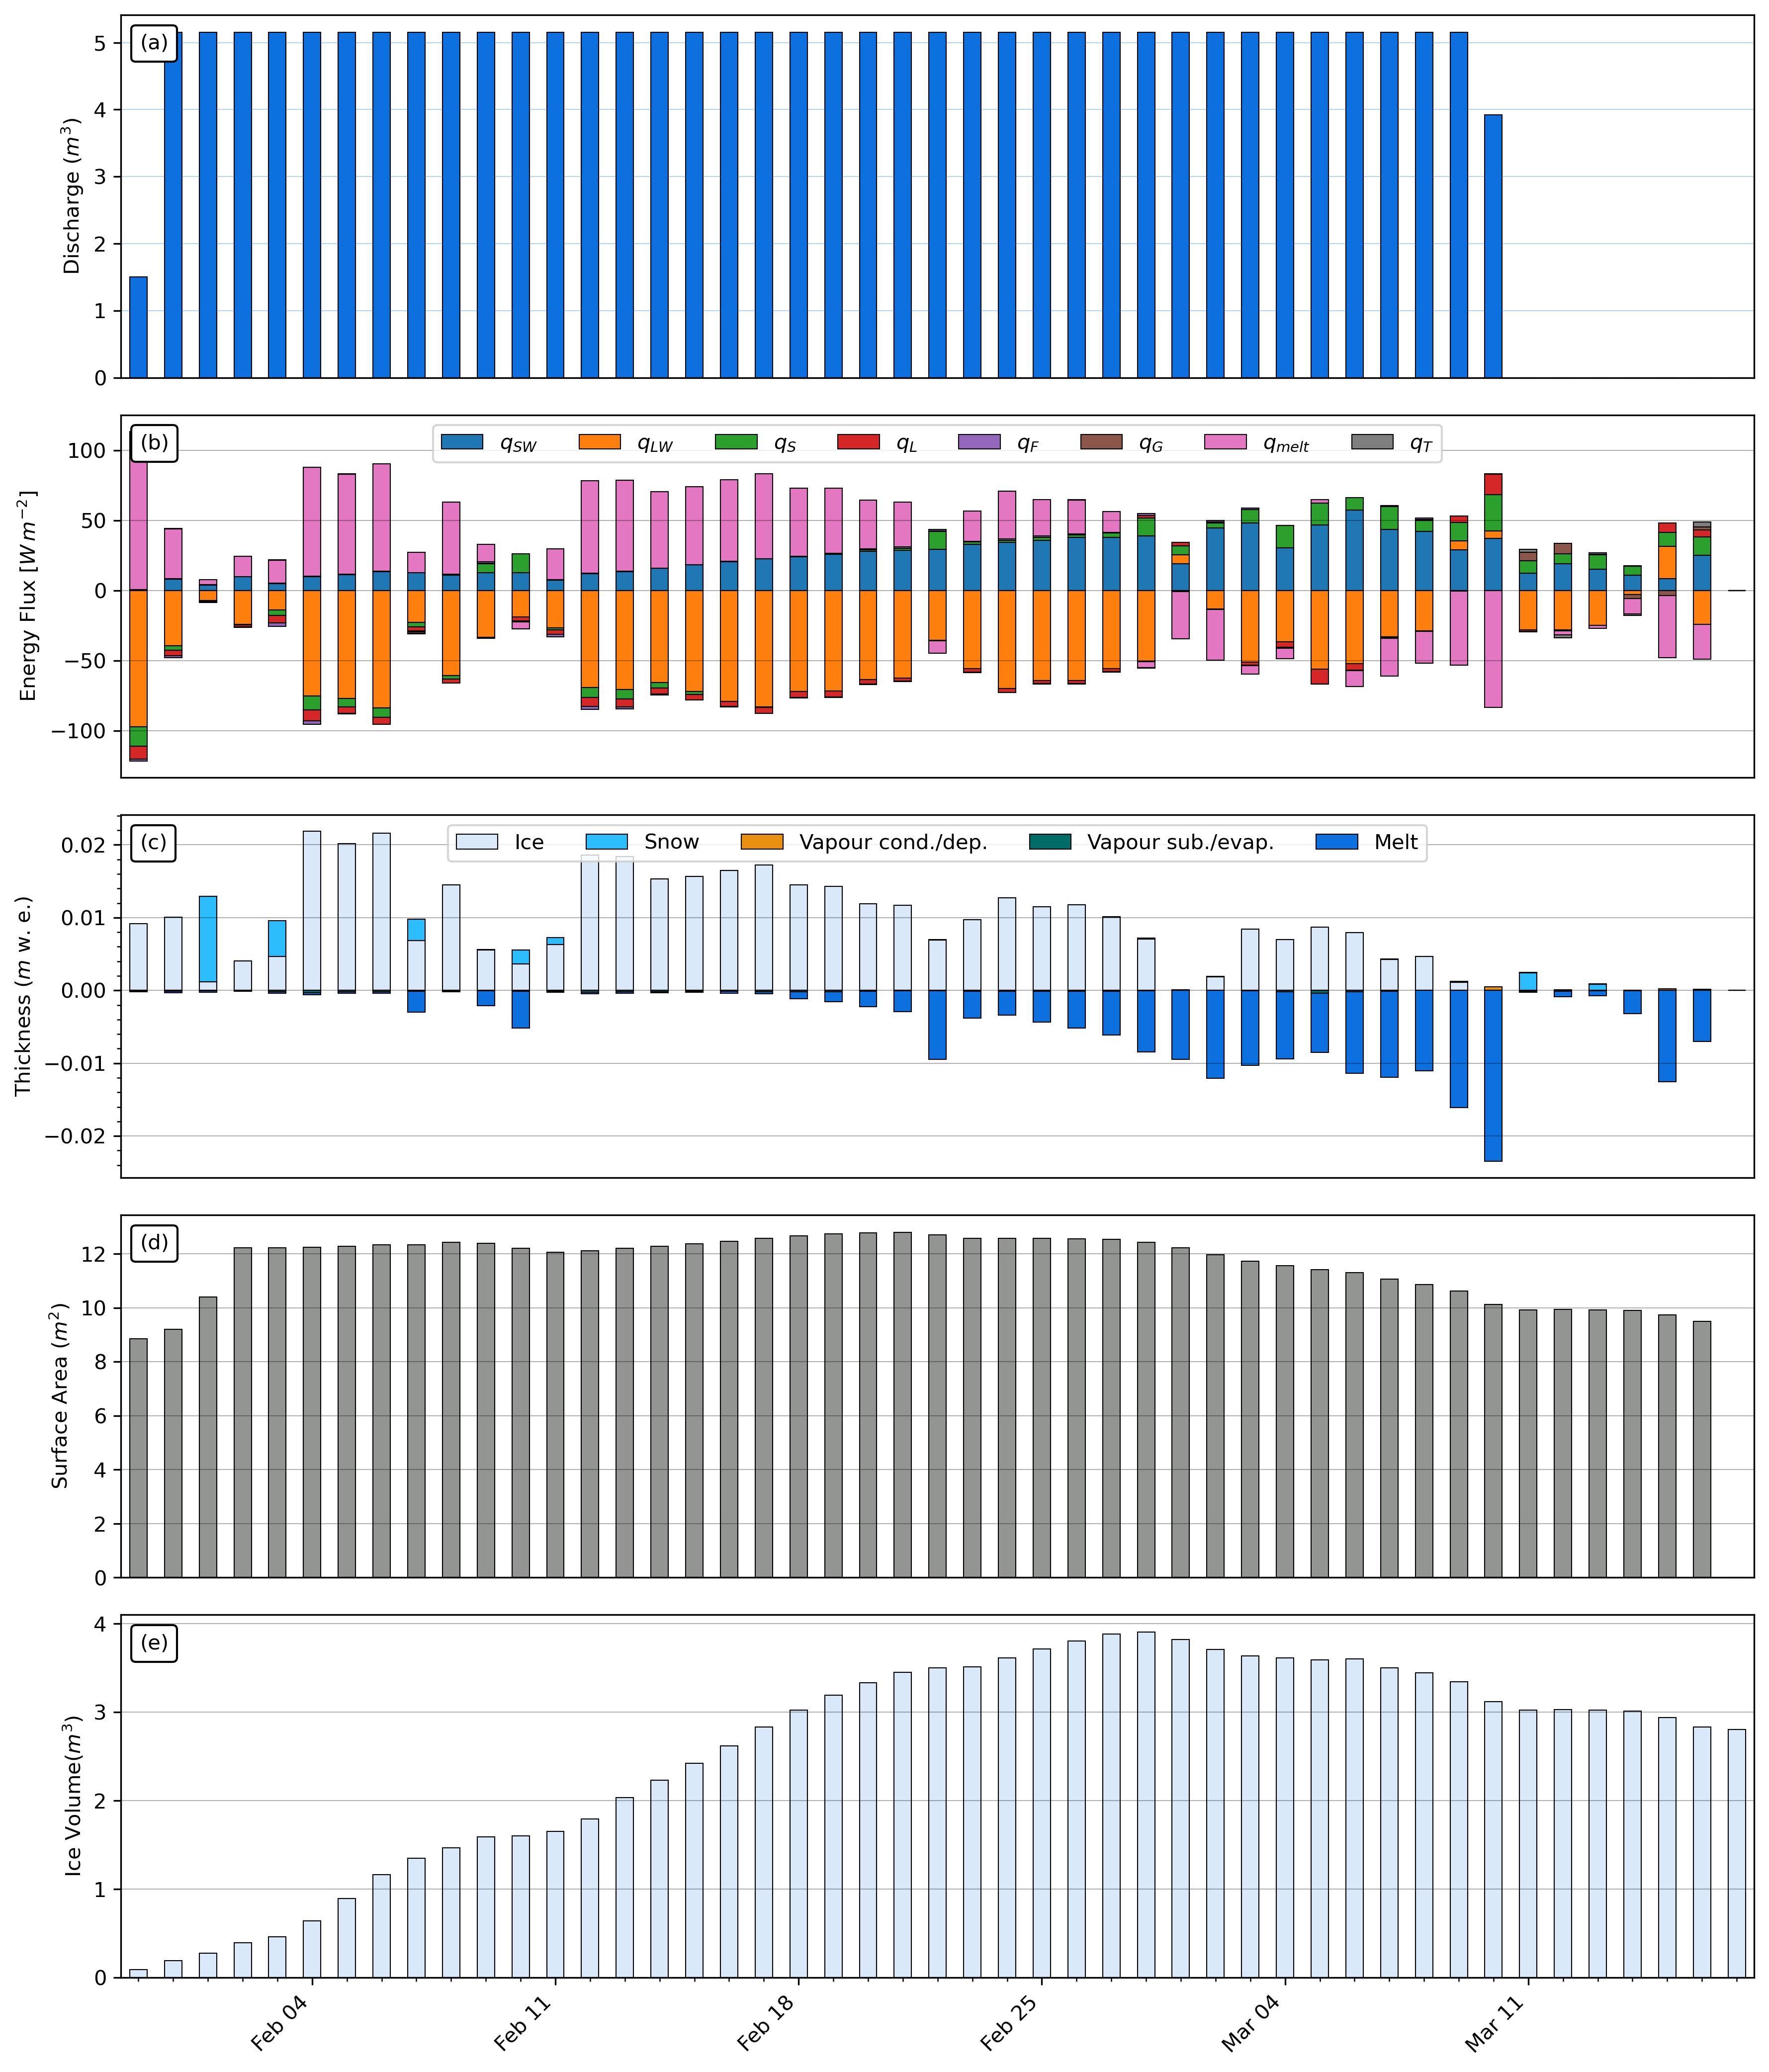 (a)
Discharge (m³)
5
4
3
2
1
0
(b)
q_SW q_LW q_S q_L q_F q_G q_melt q_T
Energy Flux [W m⁻²]
100
50
0
−50
−100
(c)
Ice Snow Vapour cond./dep. Vapour sub./evap. Melt
Thickness (m w. e.)
0.02
0.01
0.00
−0.01
−0.02
(d)
Surface Area (m²)
12
10
8
6
4
2
0
(e)
Ice Volume(m³)
4
3
2
1
0
Feb 04 Feb 11 Feb 18 Feb 25 Mar 04 Mar 11